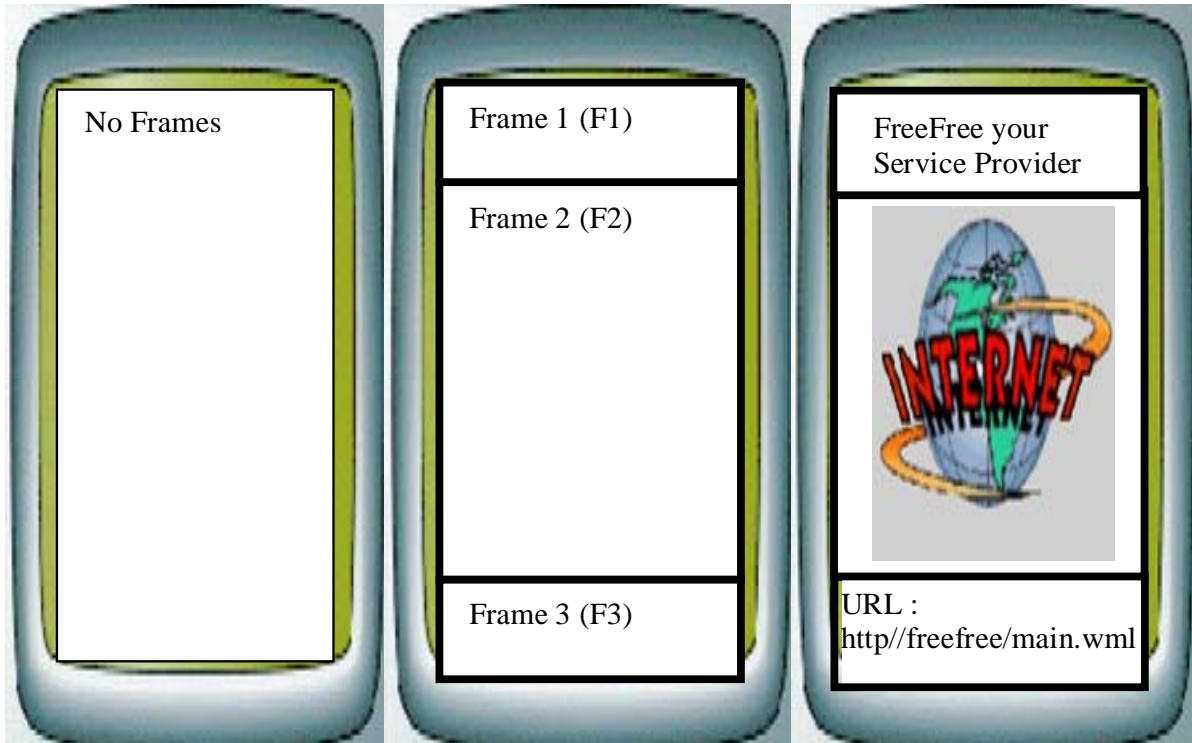 No Frames
Frame 1 (F1)
Frame 2 (F2)
Frame 3 (F3)
FreeFree your
Service Provider
INTERNET
URL :
http//freefree/main.wml